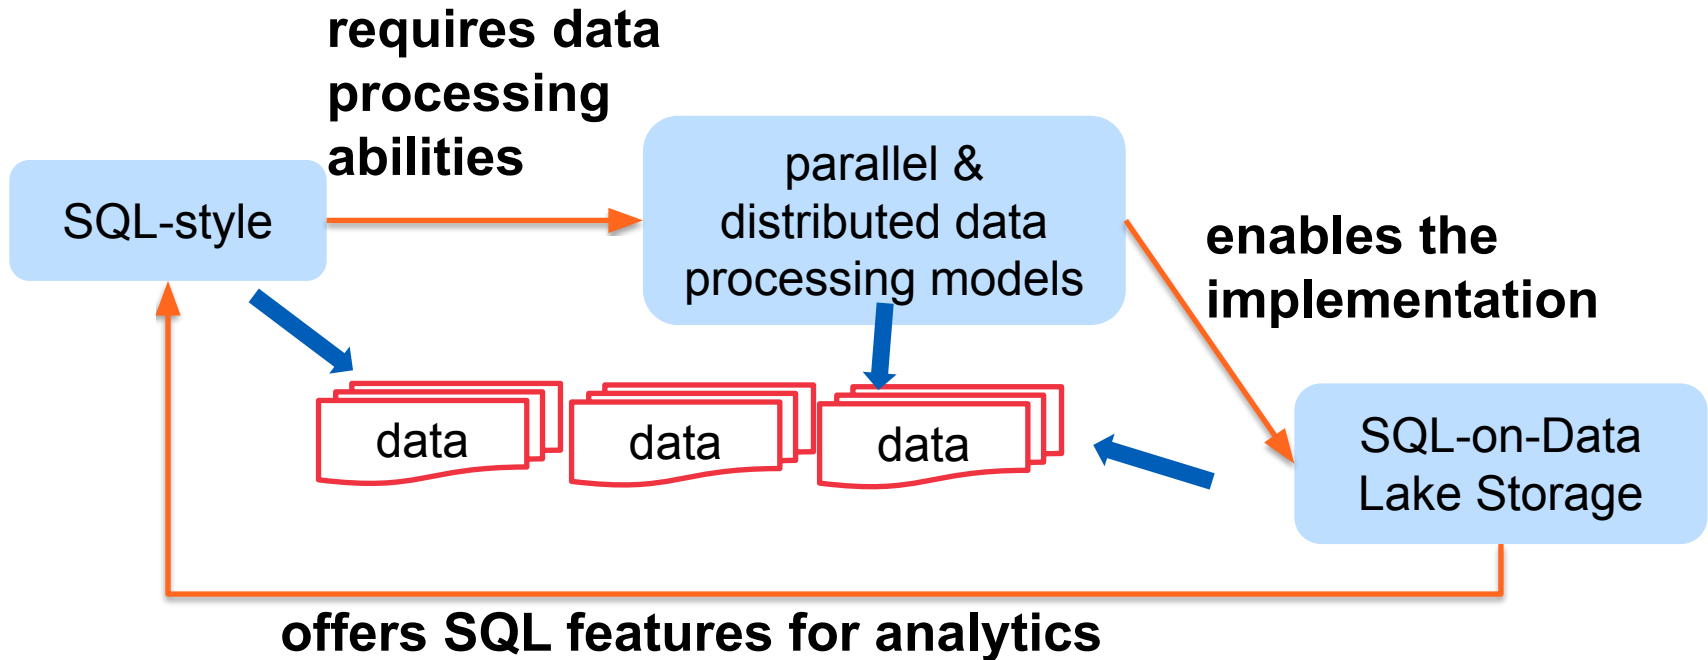 requires data
processing
abilities
SQL-style
parallel &
distributed data
processing models
enables the
implementation
data
data
data
SQL-on-Data
Lake Storage
offers SQL features for analytics